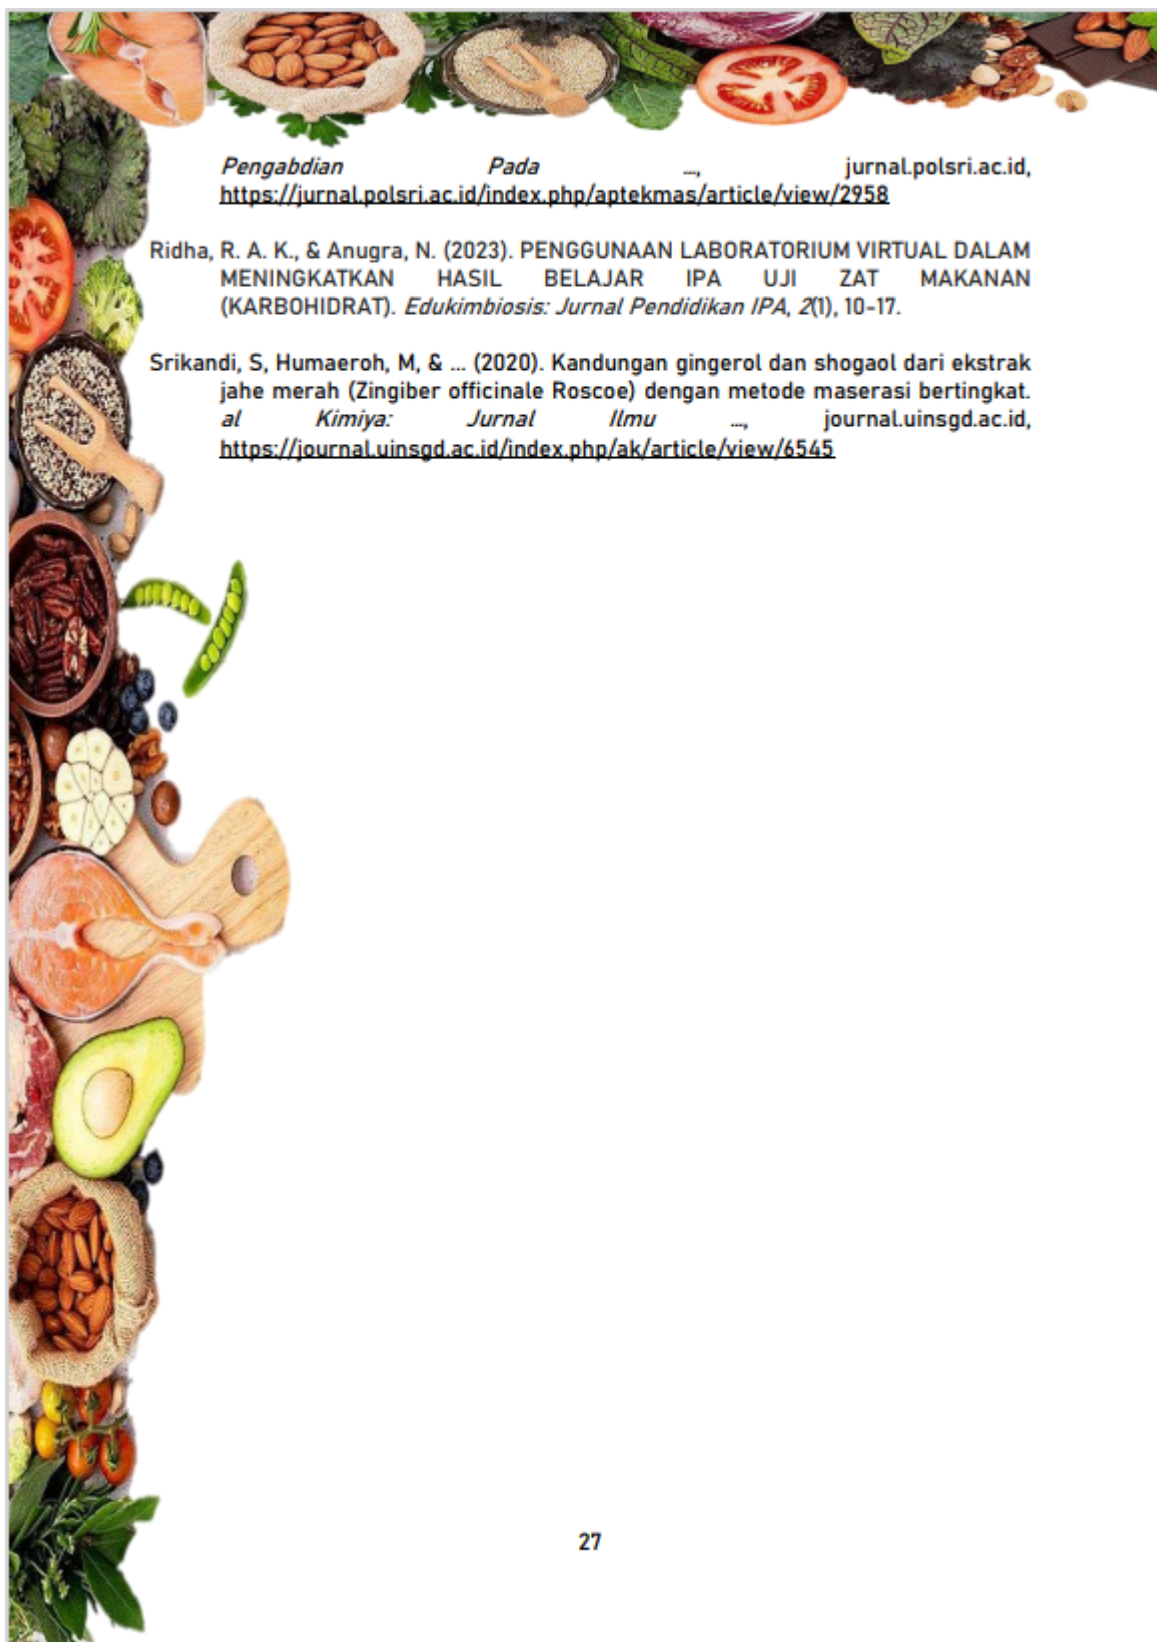 Pengabdian Pada ..., jurnal.polsri.ac.id,
https://jurnal.polsri.ac.id/index.php/aptekmas/article/view/2958
Ridha, R. A. K., & Anugra, N. (2023). PENGGUNAAN LABORATORIUM VIRTUAL DALAM
MENINGKATKAN HASIL BELAJAR IPA UJI ZAT MAKANAN
(KARBOHIDRAT). Edukimbiosis: Jurnal Pendidikan IPA, 2(1), 10-17.
Srikandi, S, Humaeroh, M, & ... (2020). Kandungan gingerol dan shogaol dari ekstrak
jahe merah (Zingiber officinale Roscoe) dengan metode maserasi bertingkat.
al Kimiya: Jurnal Ilmu ..., journal.uinsgd.ac.id,
https://journal.uinsgd.ac.id/index.php/ak/article/view/6545
27